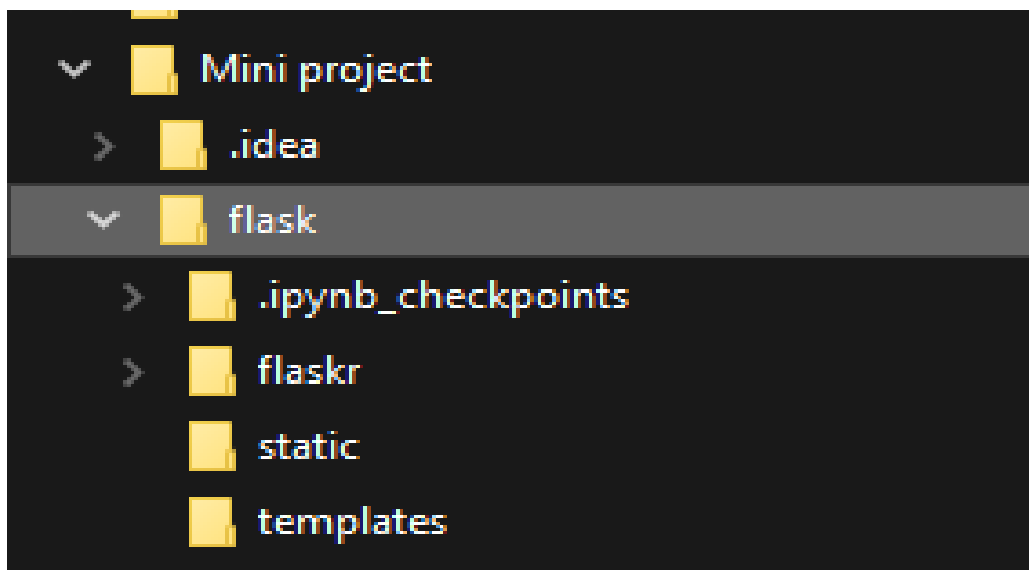 Mini project
.idea
flask
.ipynb_checkpoints
flaskr
static
templates